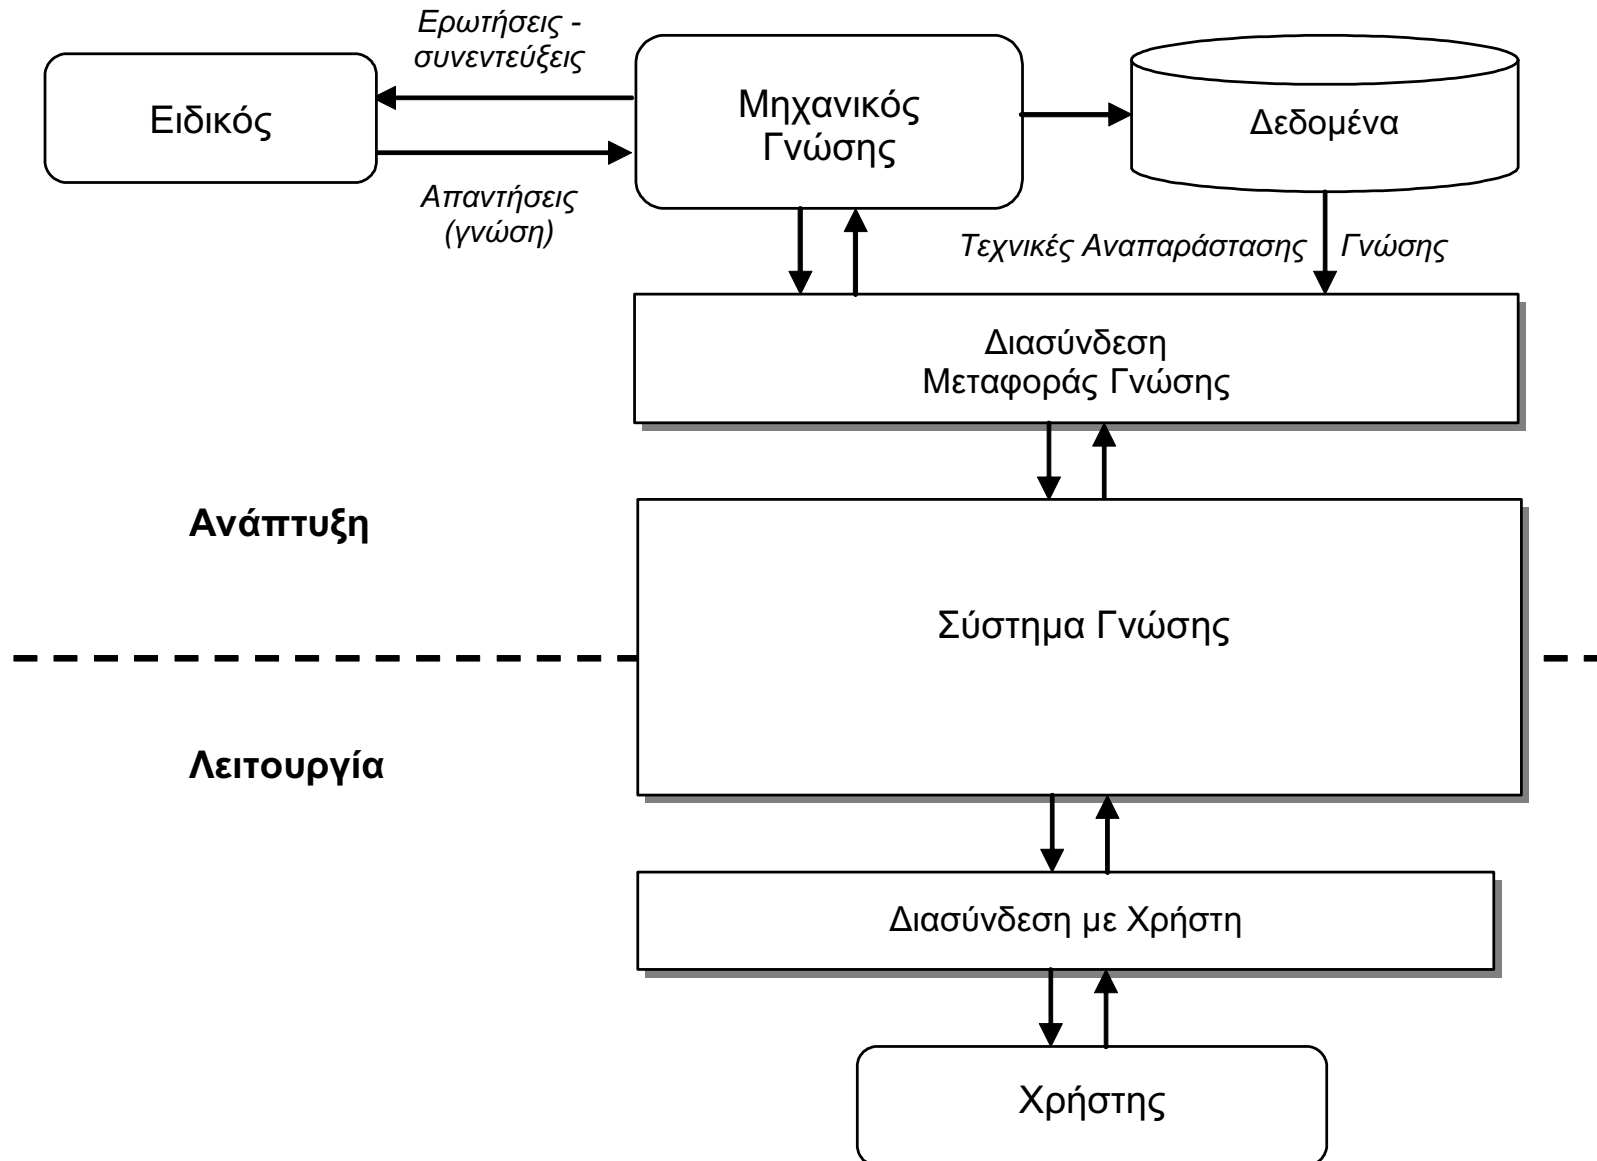 Ερωτήσεις -
συνεντεύξεις
Ειδικός
Μηχανικός
Γνώσης
Δεδομένα
Απαντήσεις
(γνώση)
Τεχνικές Αναπαράστασης Γνώσης
Διασύνδεση
Μεταφοράς Γνώσης
Ανάπτυξη
Σύστημα Γνώσης
Λειτουργία
Διασύνδεση με Χρήστη
Χρήστης